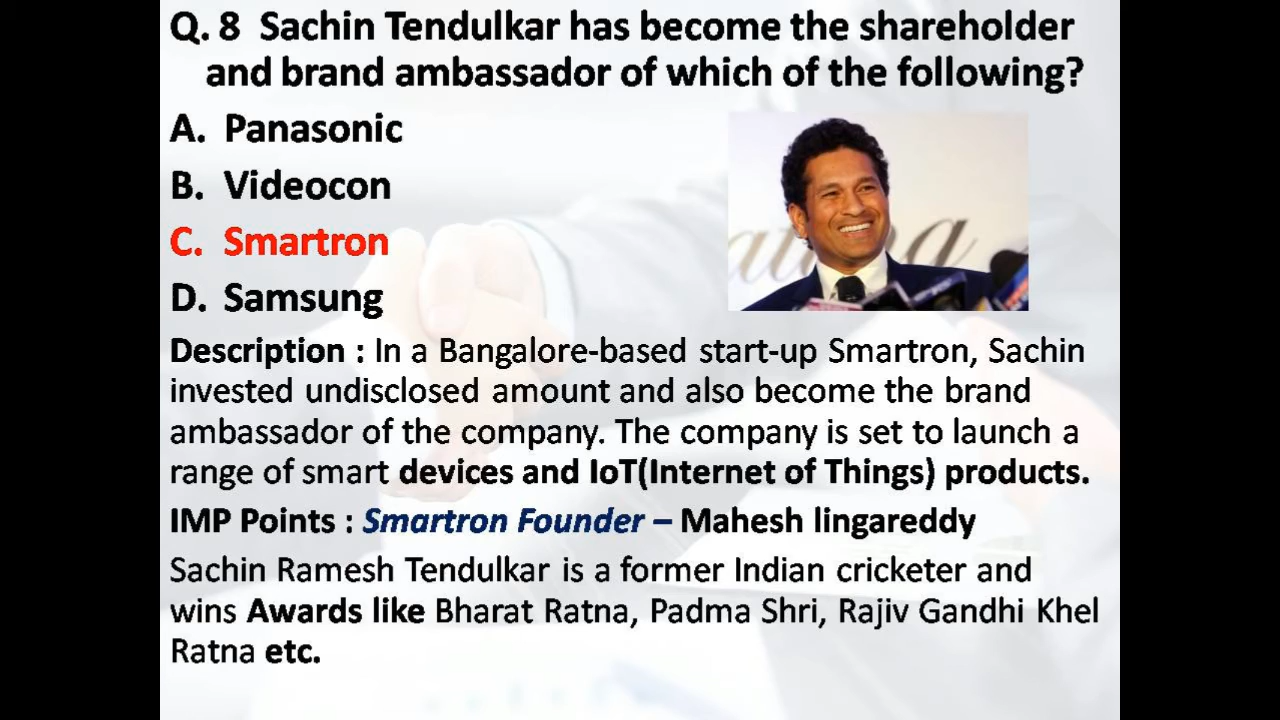 Q. 8 Sachin Tendulkar has become the shareholder
and brand ambassador of which of the following?
A. Panasonic
B. Videocon
C. Smartron
D. Samsung
Description : In a Bangalore-based start-up Smartron, Sachin
invested undisclosed amount and also become the brand
ambassador of the company. The company is set to launch a
range of smart devices and IoT(Internet of Things) products.
IMP Points : Smartron Founder – Mahesh lingareddy
Sachin Ramesh Tendulkar is a former Indian cricketer and
wins Awards like Bharat Ratna, Padma Shri, Rajiv Gandhi Khel
Ratna etc.